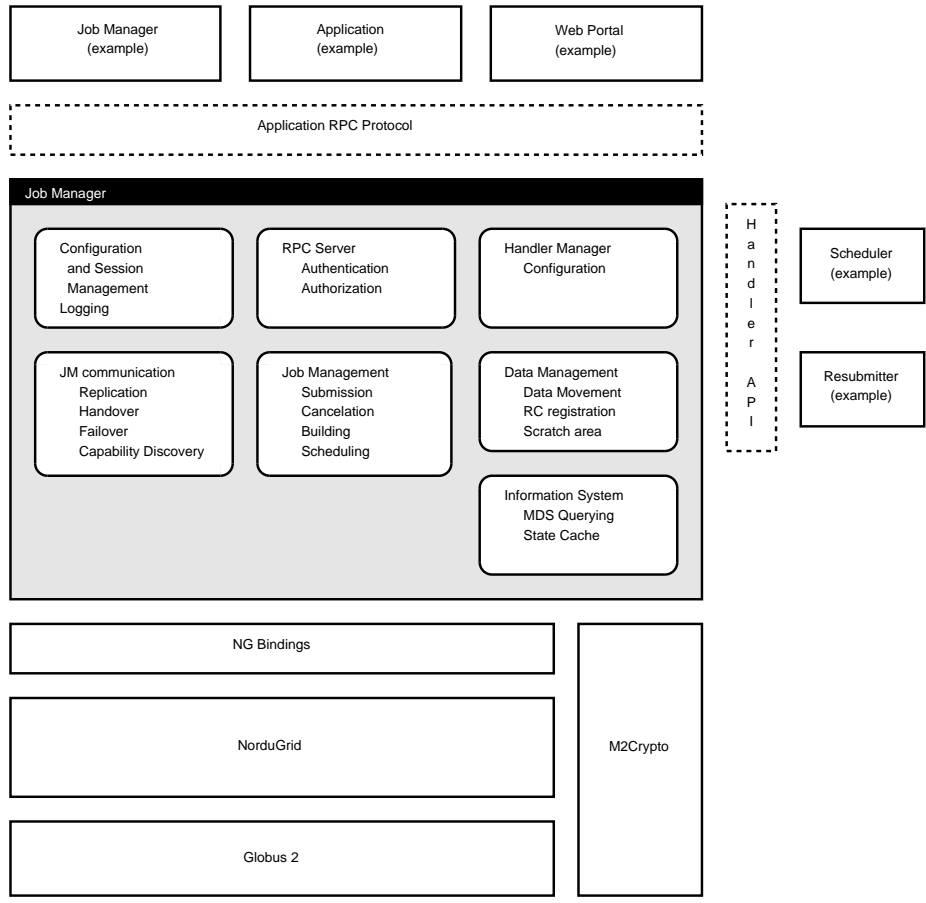 Job Manager
(example)
Application
(example)
Web Portal
(example)
Application RPC Protocol
Job Manager
Configuration
and Session
Management
Logging
RPC Server
Authentication
Authorization
Handler Manager
Configuration
JM communication
Replication
Handover
Failover
Capability Discovery
Job Management
Submission
Cancelation
Building
Scheduling
Data Management
Data Movement
RC registration
Scratch area
Information System
MDS Querying
State Cache
Handler API
Scheduler
(example)
Resubmitter
(example)
NG Bindings
NorduGrid
Globus 2
M2Crypto